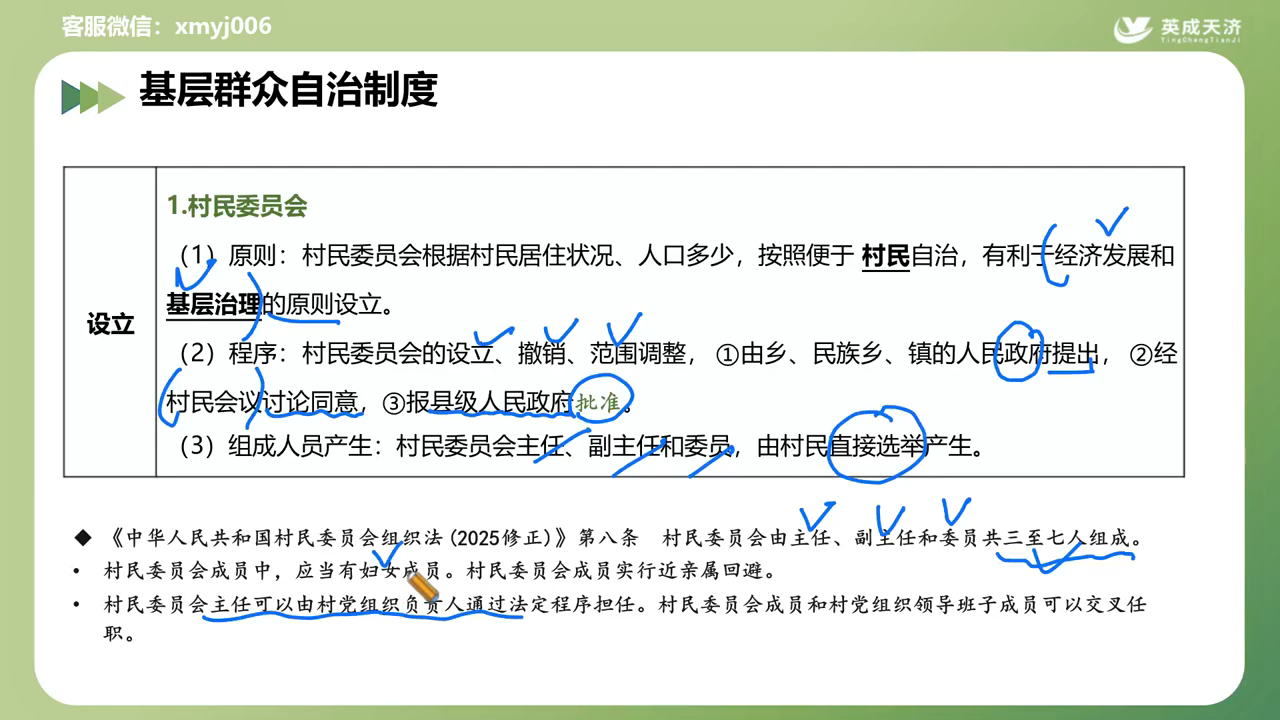 客服微信：xmyj006
英成天济
YingChengTianJi
基层群众自治制度
设立
1.村民委员会
（1）原则：村民委员会根据村民居住状况、人口多少，按照便于 村民自治，有利于经济发展和
基层治理的原则设立。
（2）程序：村民委员会的设立、撤销、范围调整，①由乡、民族乡、镇的人民政府提出，②经
村民会议讨论同意，③报县级人民政府批准。
（3）组成人员产生：村民委员会主任、副主任和委员，由村民直接选举产生。
◆ 《中华人民共和国村民委员会组织法(2025修正)》第八条 村民委员会由主任、副主任和委员共三至七人组成。
• 村民委员会成员中，应当有妇女成员。村民委员会成员实行近亲属回避。
• 村民委员会主任可以由村党组织负责人通过法定程序担任。村民委员会成员和村党组织领导班子成员可以交叉任
职。